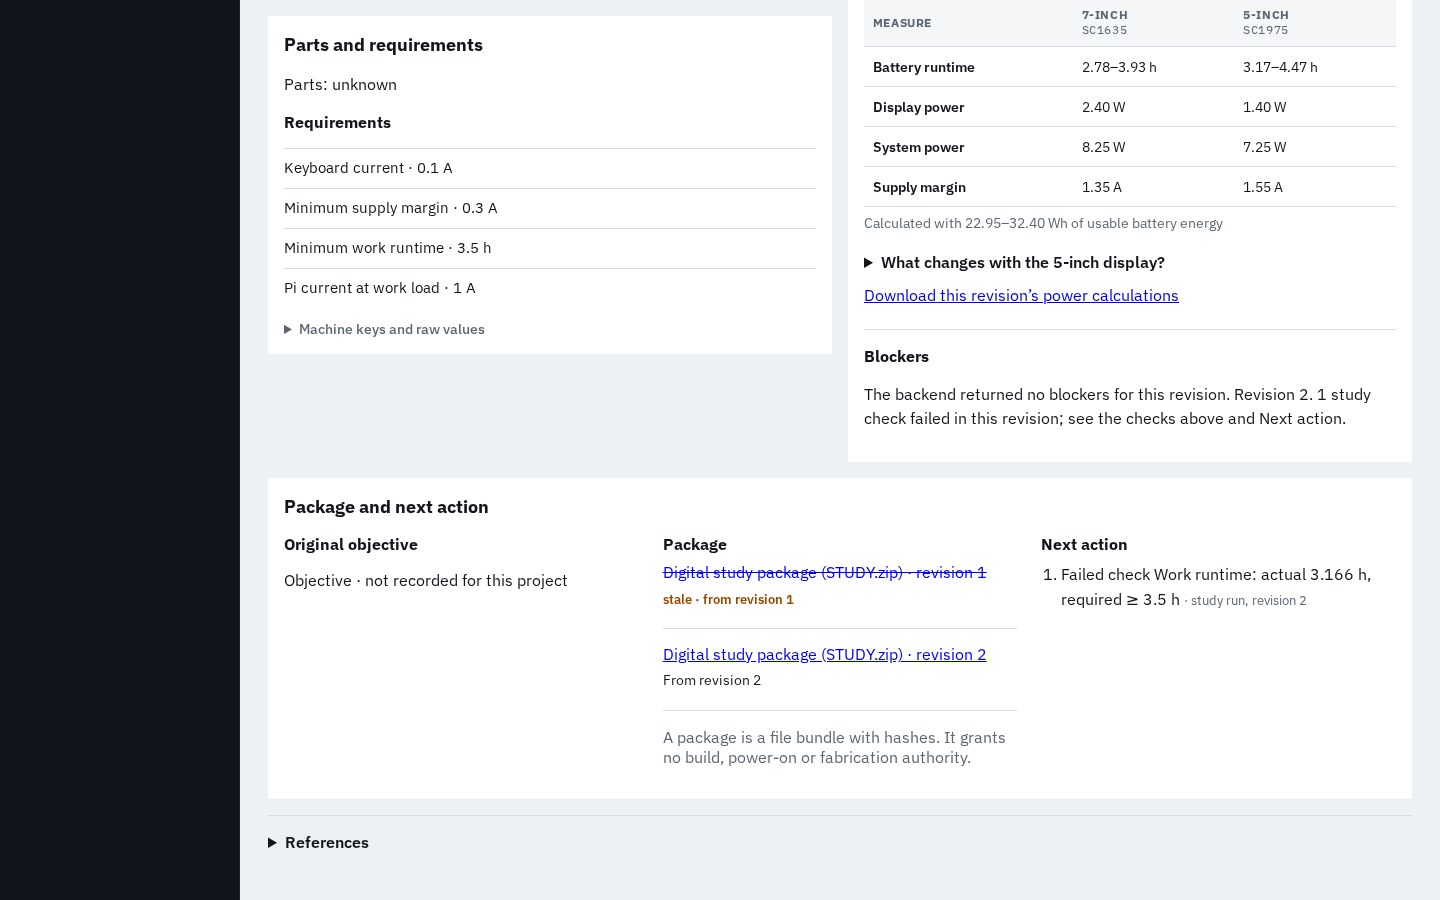 Parts and requirements
Parts: unknown
Requirements
Keyboard current · 0.1 A
Minimum supply margin · 0.3 A
Minimum work runtime · 3.5 h
Pi current at work load · 1 A
▶ Machine keys and raw values
MEASURE 7-INCH SC1635 5-INCH SC1975
Battery runtime 2.78–3.93 h 3.17–4.47 h
Display power 2.40 W 1.40 W
System power 8.25 W 7.25 W
Supply margin 1.35 A 1.55 A
Calculated with 22.95–32.40 Wh of usable battery energy
▶ What changes with the 5-inch display?
Download this revision’s power calculations
Blockers
The backend returned no blockers for this revision. Revision 2. 1 study
check failed in this revision; see the checks above and Next action.
Package and next action
Original objective
Objective · not recorded for this project
Package
Digital study package (STUDY.zip) · revision 1
stale · from revision 1
Digital study package (STUDY.zip) · revision 2
From revision 2
A package is a file bundle with hashes. It grants
no build, power-on or fabrication authority.
Next action
1. Failed check Work runtime: actual 3.166 h,
required ≥ 3.5 h · study run, revision 2
▶ References